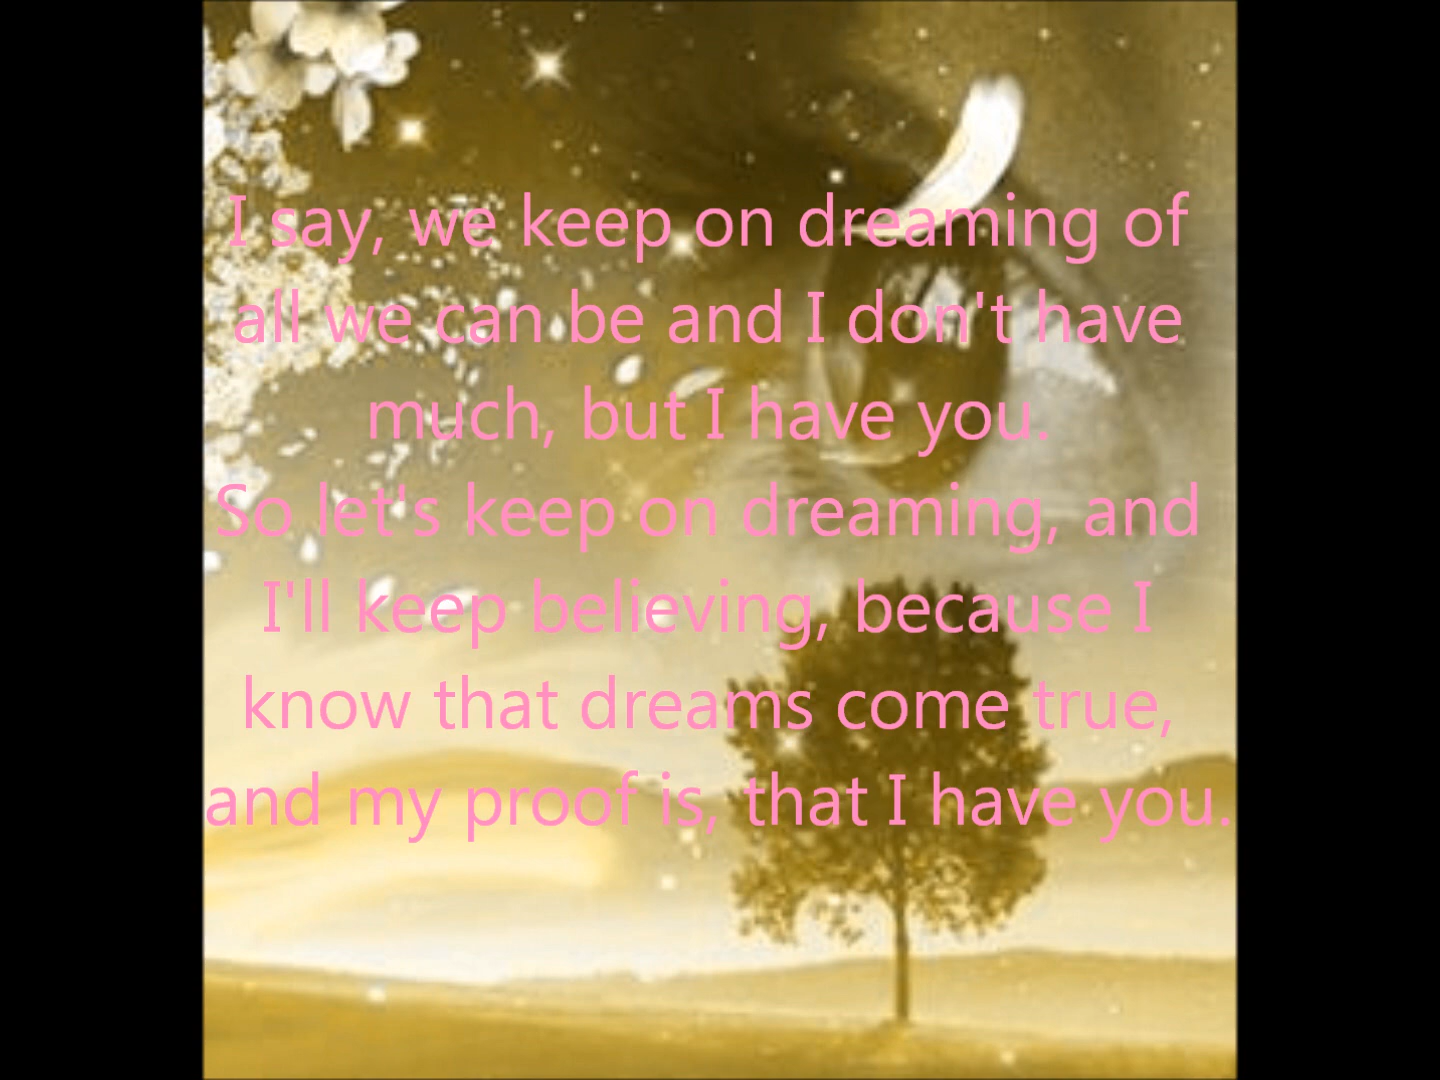 I say, we keep on dreaming of
all we can be and I don't have
much, but I have you.
So let's keep on dreaming, and
I'll keep believing, because I
know that dreams come true,
and my proof is, that I have you.